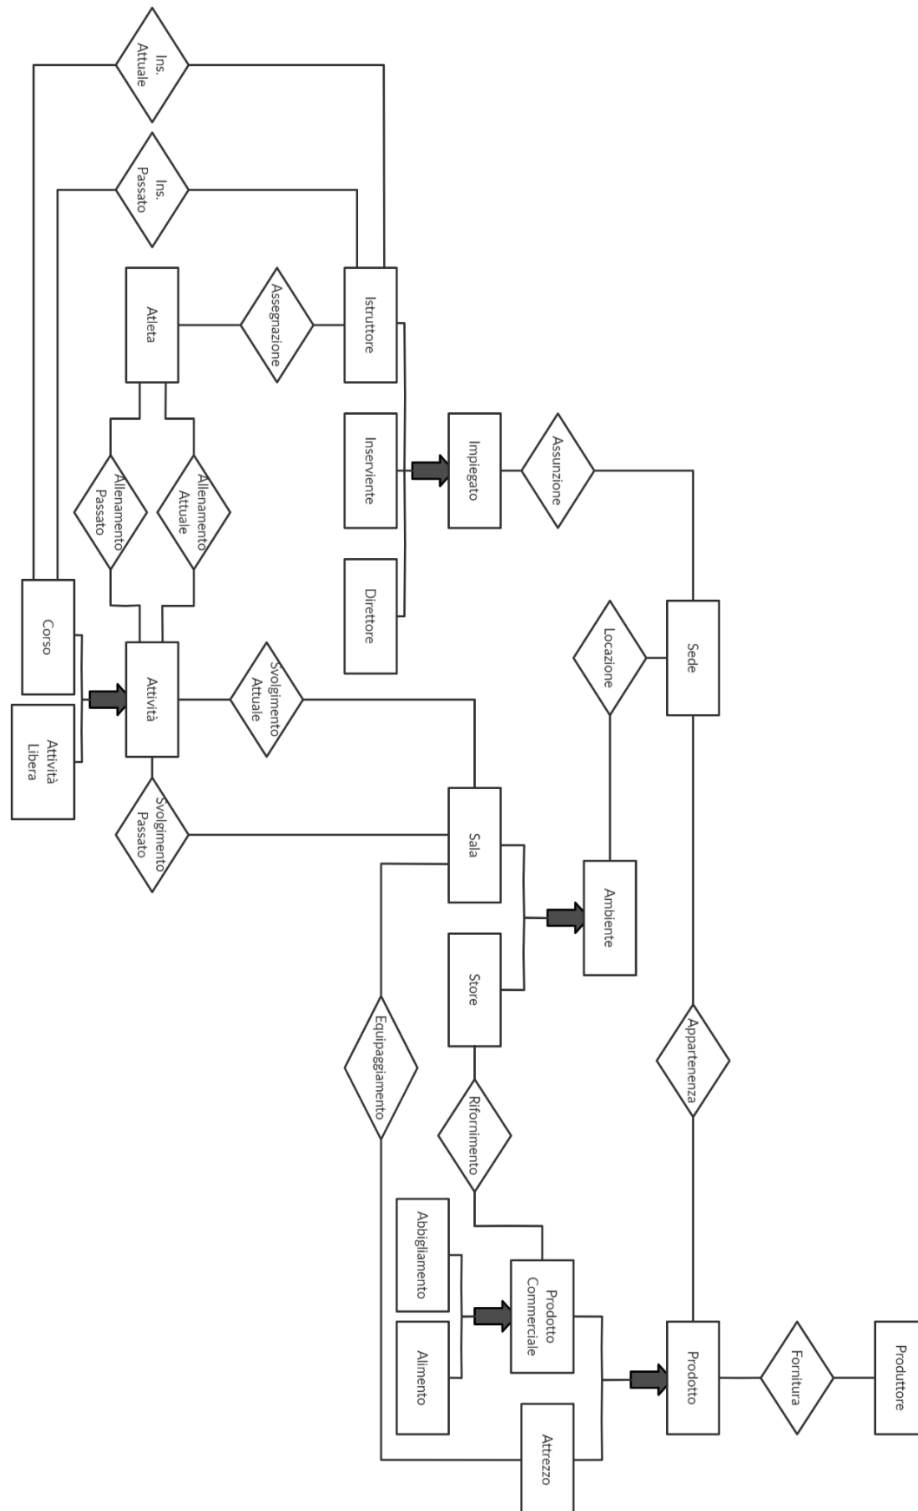 Produttore
Fornitura
Sede
Appartenenza
Prodotto
Locazione
Ambiente
Assunzione
Prodotto
Commerciale
Attrezzo
Impiegato
Sala
Store
Rifornimento
Abbigliamento
Alimento
Istruttore
Inserviente
Direttore
Equipaggiamento
Assegnazione
Svolgimento
Attuale
Allenamento
Attuale
Ins.
Attuale
Ins.
Passato
Atleta
Attività
Svolgimento
Passato
Allenamento
Passato
Corso
Attività
Libera